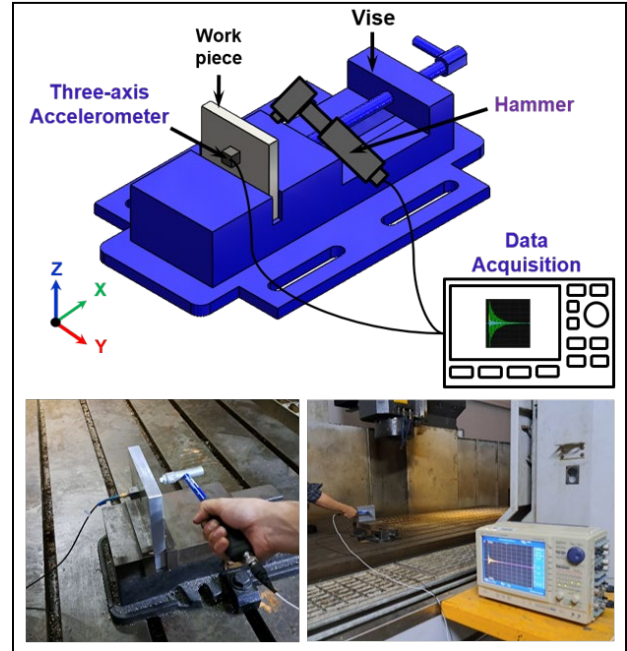 Vise
Work
piece
Three-axis
Accelerometer
Hammer
Data
Acquisition
Z
X
Y